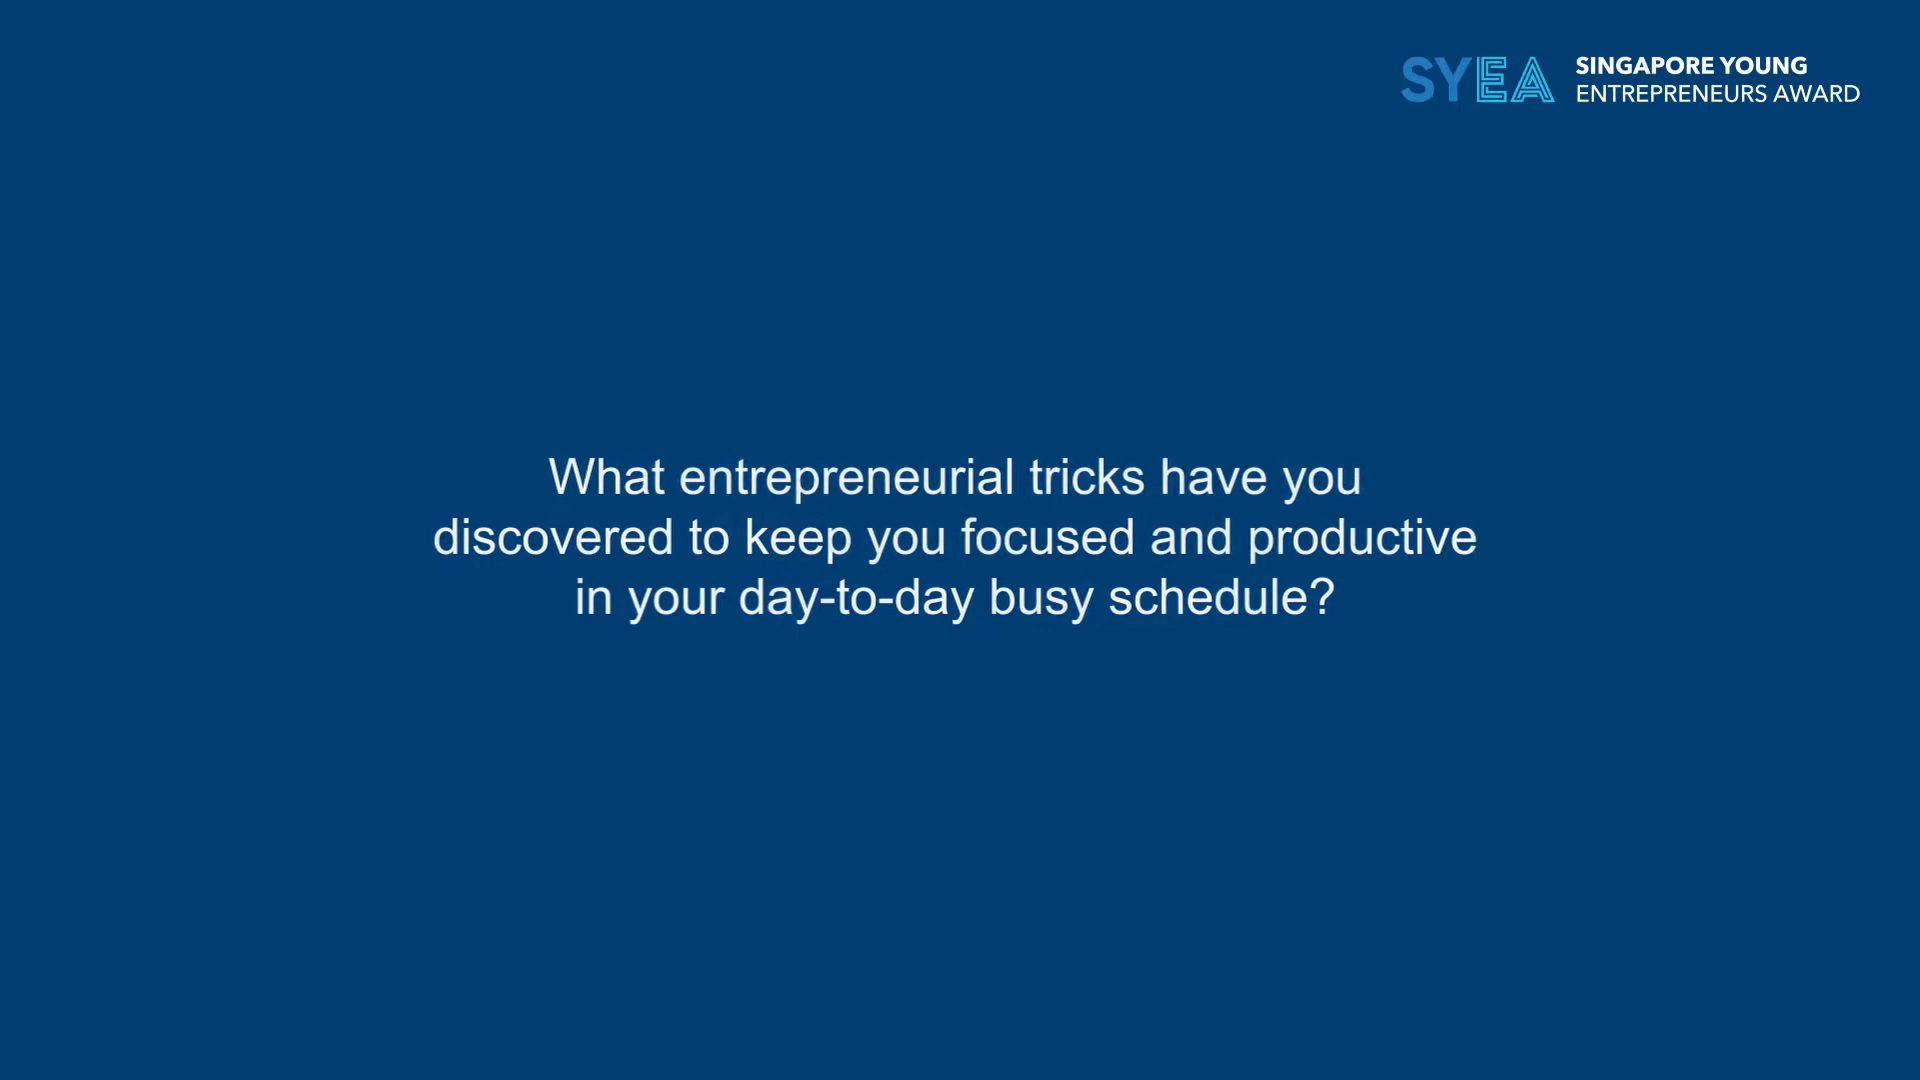 SYEA
SINGAPORE YOUNG
ENTREPRENEURS AWARD
What entrepreneurial tricks have you
discovered to keep you focused and productive
in your day-to-day busy schedule?